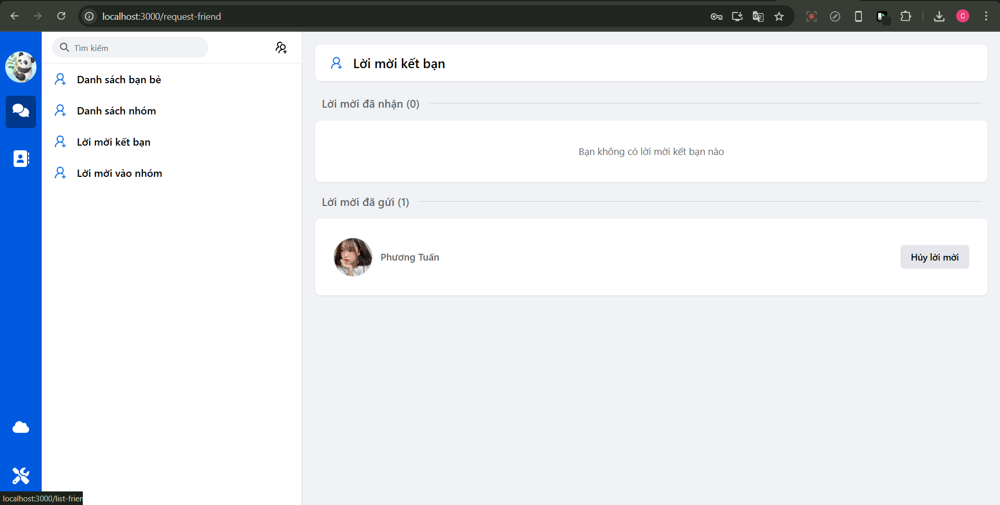 localhost:3000/request-friend
C
Tìm kiếm
Danh sách bạn bè
Danh sách nhóm
Lời mời kết bạn
Lời mời vào nhóm
Lời mời kết bạn
Lời mời đã nhận (0)
Bạn không có lời mời kết bạn nào
Lời mời đã gửi (1)
Phương Tuấn
Hủy lời mời
localhost:3000/list-frien